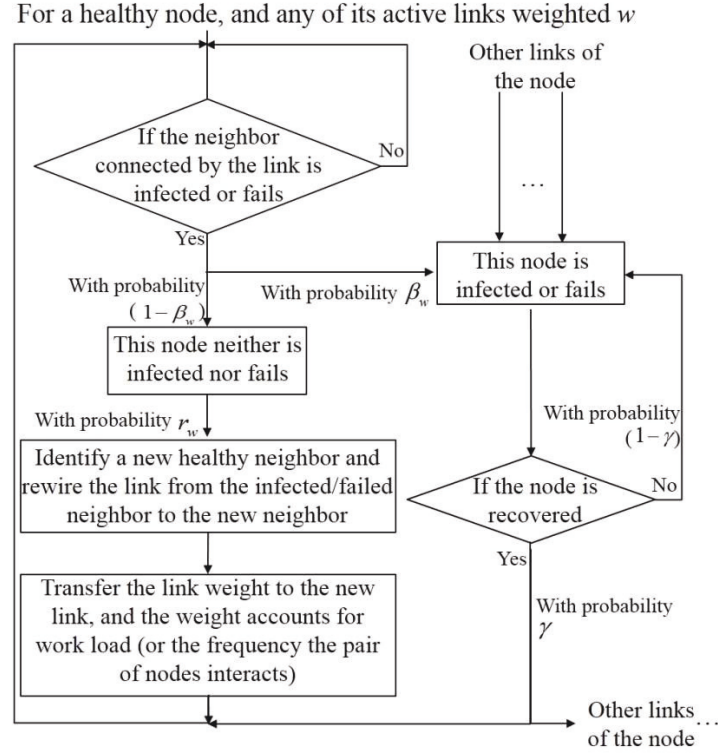 For a healthy node, and any of its active links weighted w
Other links of
the node
If the neighbor
connected by the link is
infected or fails
No
...
Yes
This node is
infected or fails
With probability
(1−β_w)
With probability β_w
This node neither is
infected nor fails
With probability r_w
With probability
(1−γ)
Identify a new healthy neighbor and
rewire the link from the infected/failed
neighbor to the new neighbor
If the node is
recovered
No
Yes
Transfer the link weight to the new
link, and the weight accounts for
work load (or the frequency the pair
of nodes interacts)
With probability
γ
Other links
of the node ...